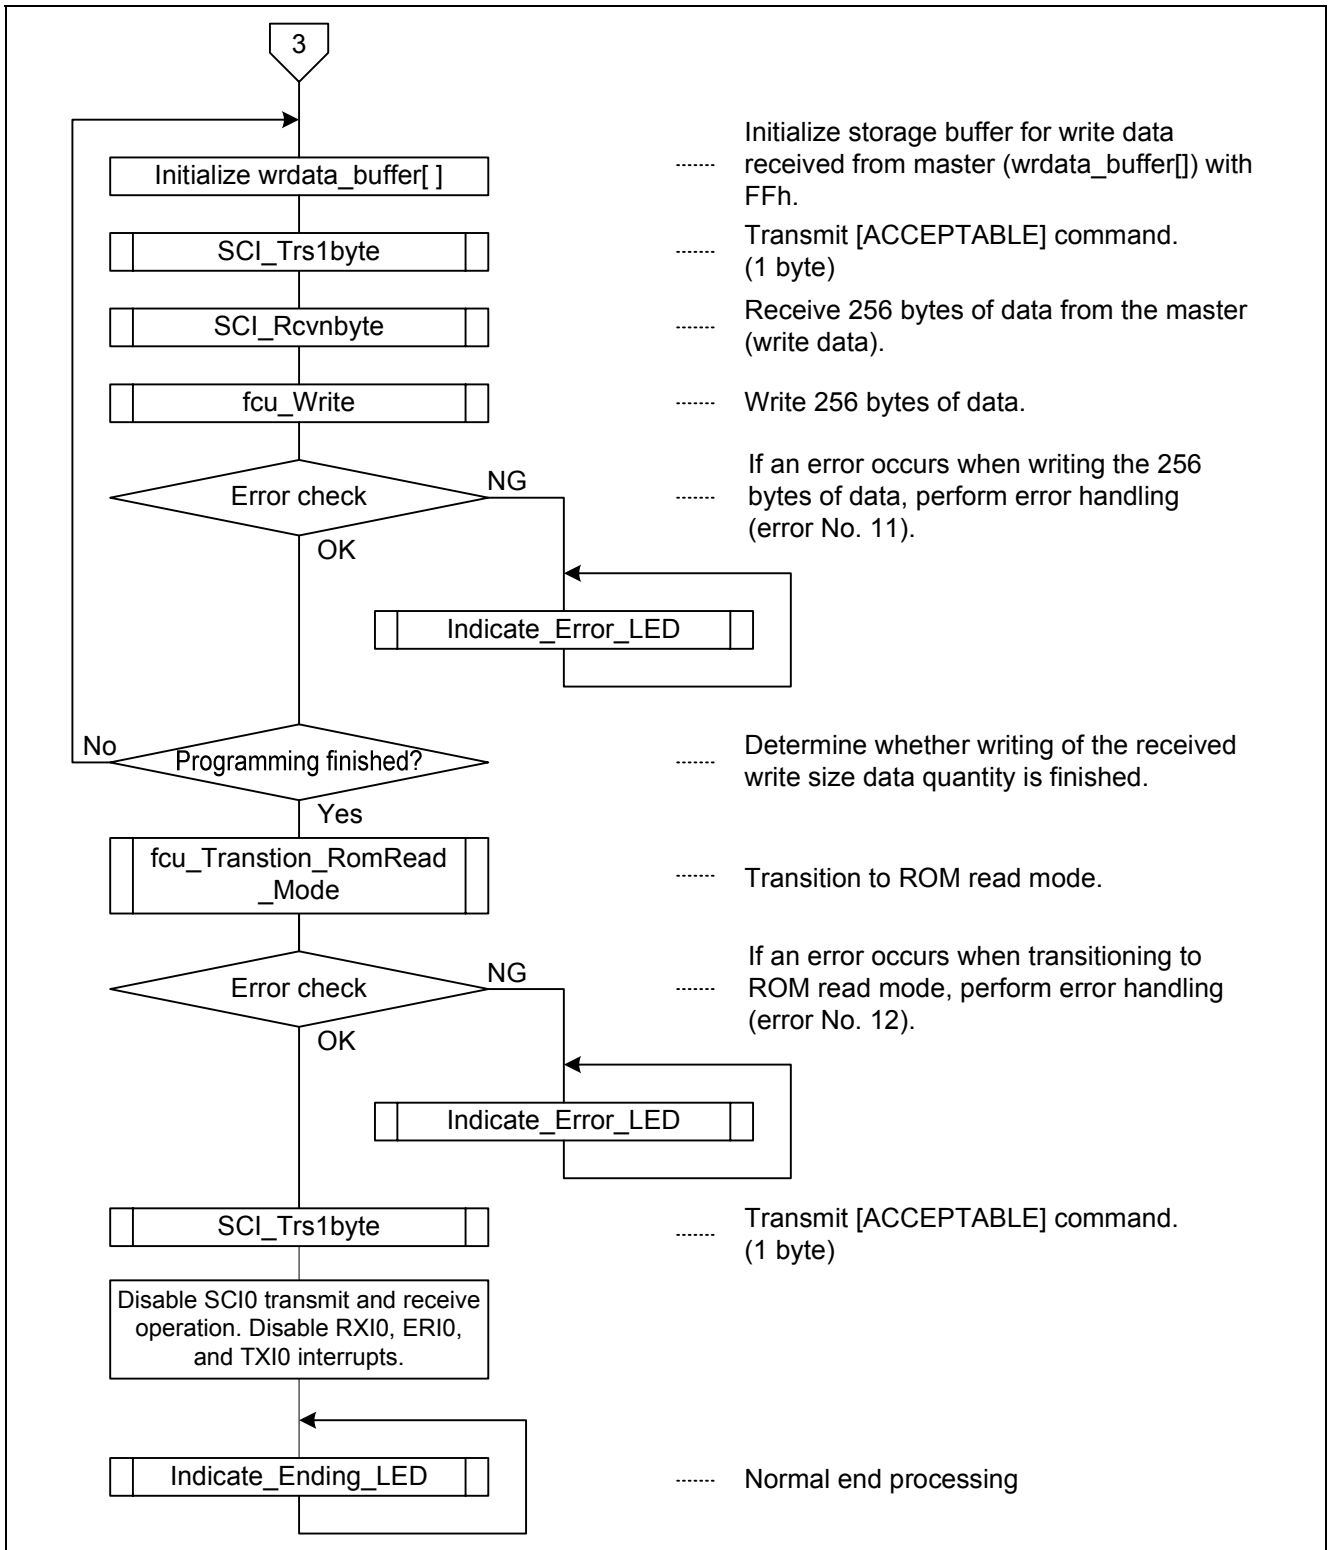 3
Initialize wrdata_buffer[ ]
Initialize storage buffer for write data
received from master (wrdata_buffer[]) with
FFh.
SCI_Trs1byte
Transmit [ACCEPTABLE] command.
(1 byte)
SCI_Rcvnbyte
Receive 256 bytes of data from the master
(write data).
fcu_Write
Write 256 bytes of data.
Error check
NG
OK
If an error occurs when writing the 256
bytes of data, perform error handling
(error No. 11).
Indicate_Error_LED
No
Programming finished?
Yes
Determine whether writing of the received
write size data quantity is finished.
fcu_Transtion_RomRead
_Mode
Transition to ROM read mode.
Error check
NG
OK
If an error occurs when transitioning to
ROM read mode, perform error handling
(error No. 12).
Indicate_Error_LED
SCI_Trs1byte
Transmit [ACCEPTABLE] command.
(1 byte)
Disable SCI0 transmit and receive
operation. Disable RXI0, ERI0,
and TXI0 interrupts.
Indicate_Ending_LED
Normal end processing